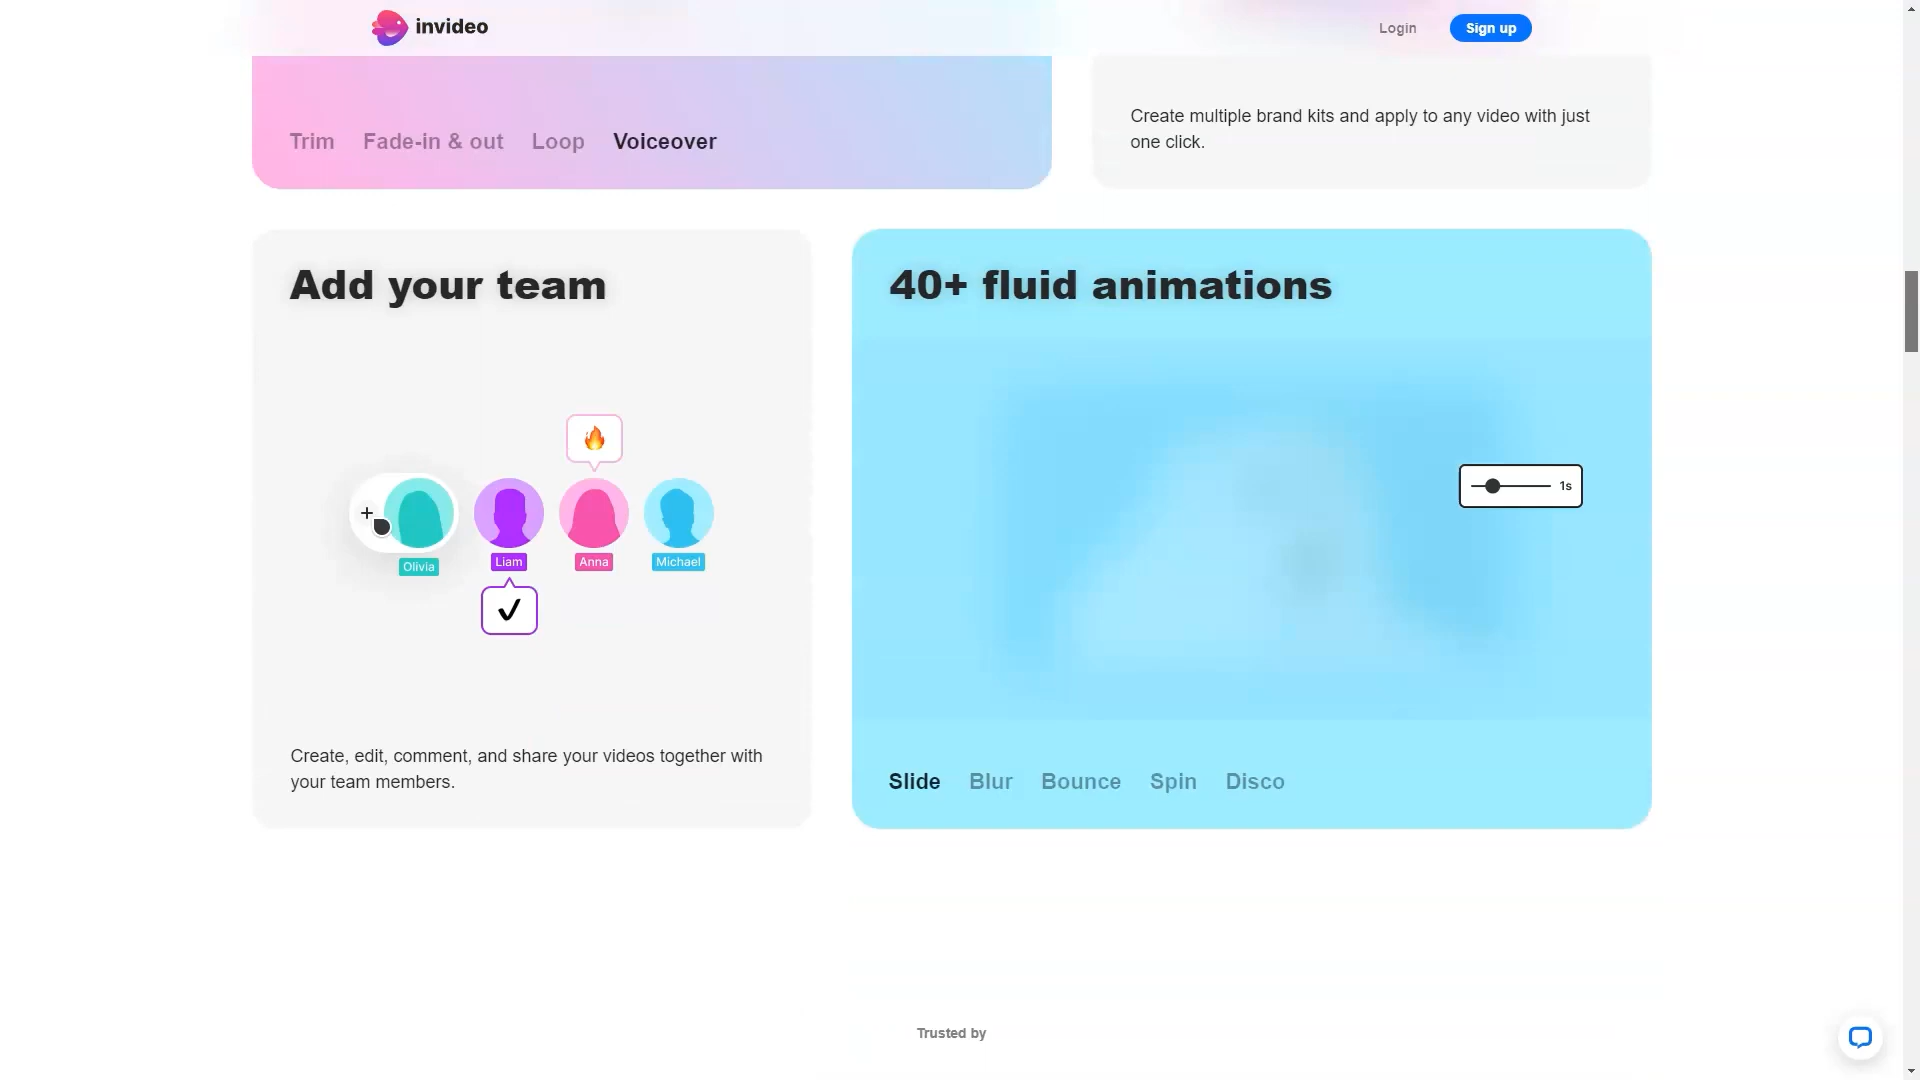 invideo
Login
Sign up
Trim
Fade-in & out
Loop
Voiceover
Create multiple brand kits and apply to any video with just
one click.
Add your team
Olivia
Liam
Anna
Michael
Create, edit, comment, and share your videos together with
your team members.
40+ fluid animations
1s
Slide
Blur
Bounce
Spin
Disco
Trusted by